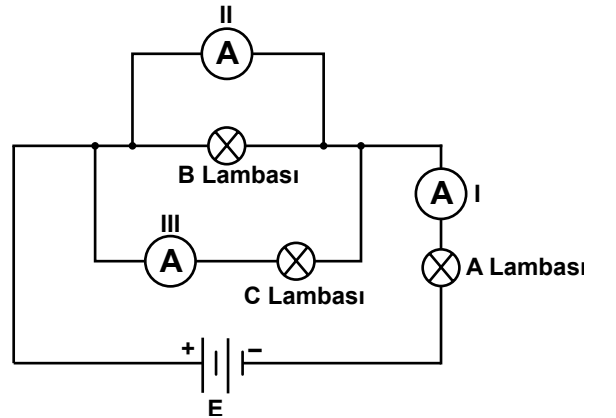 II
A
B Lambası
III
A
C Lambası
A I
A Lambası
+ −
E